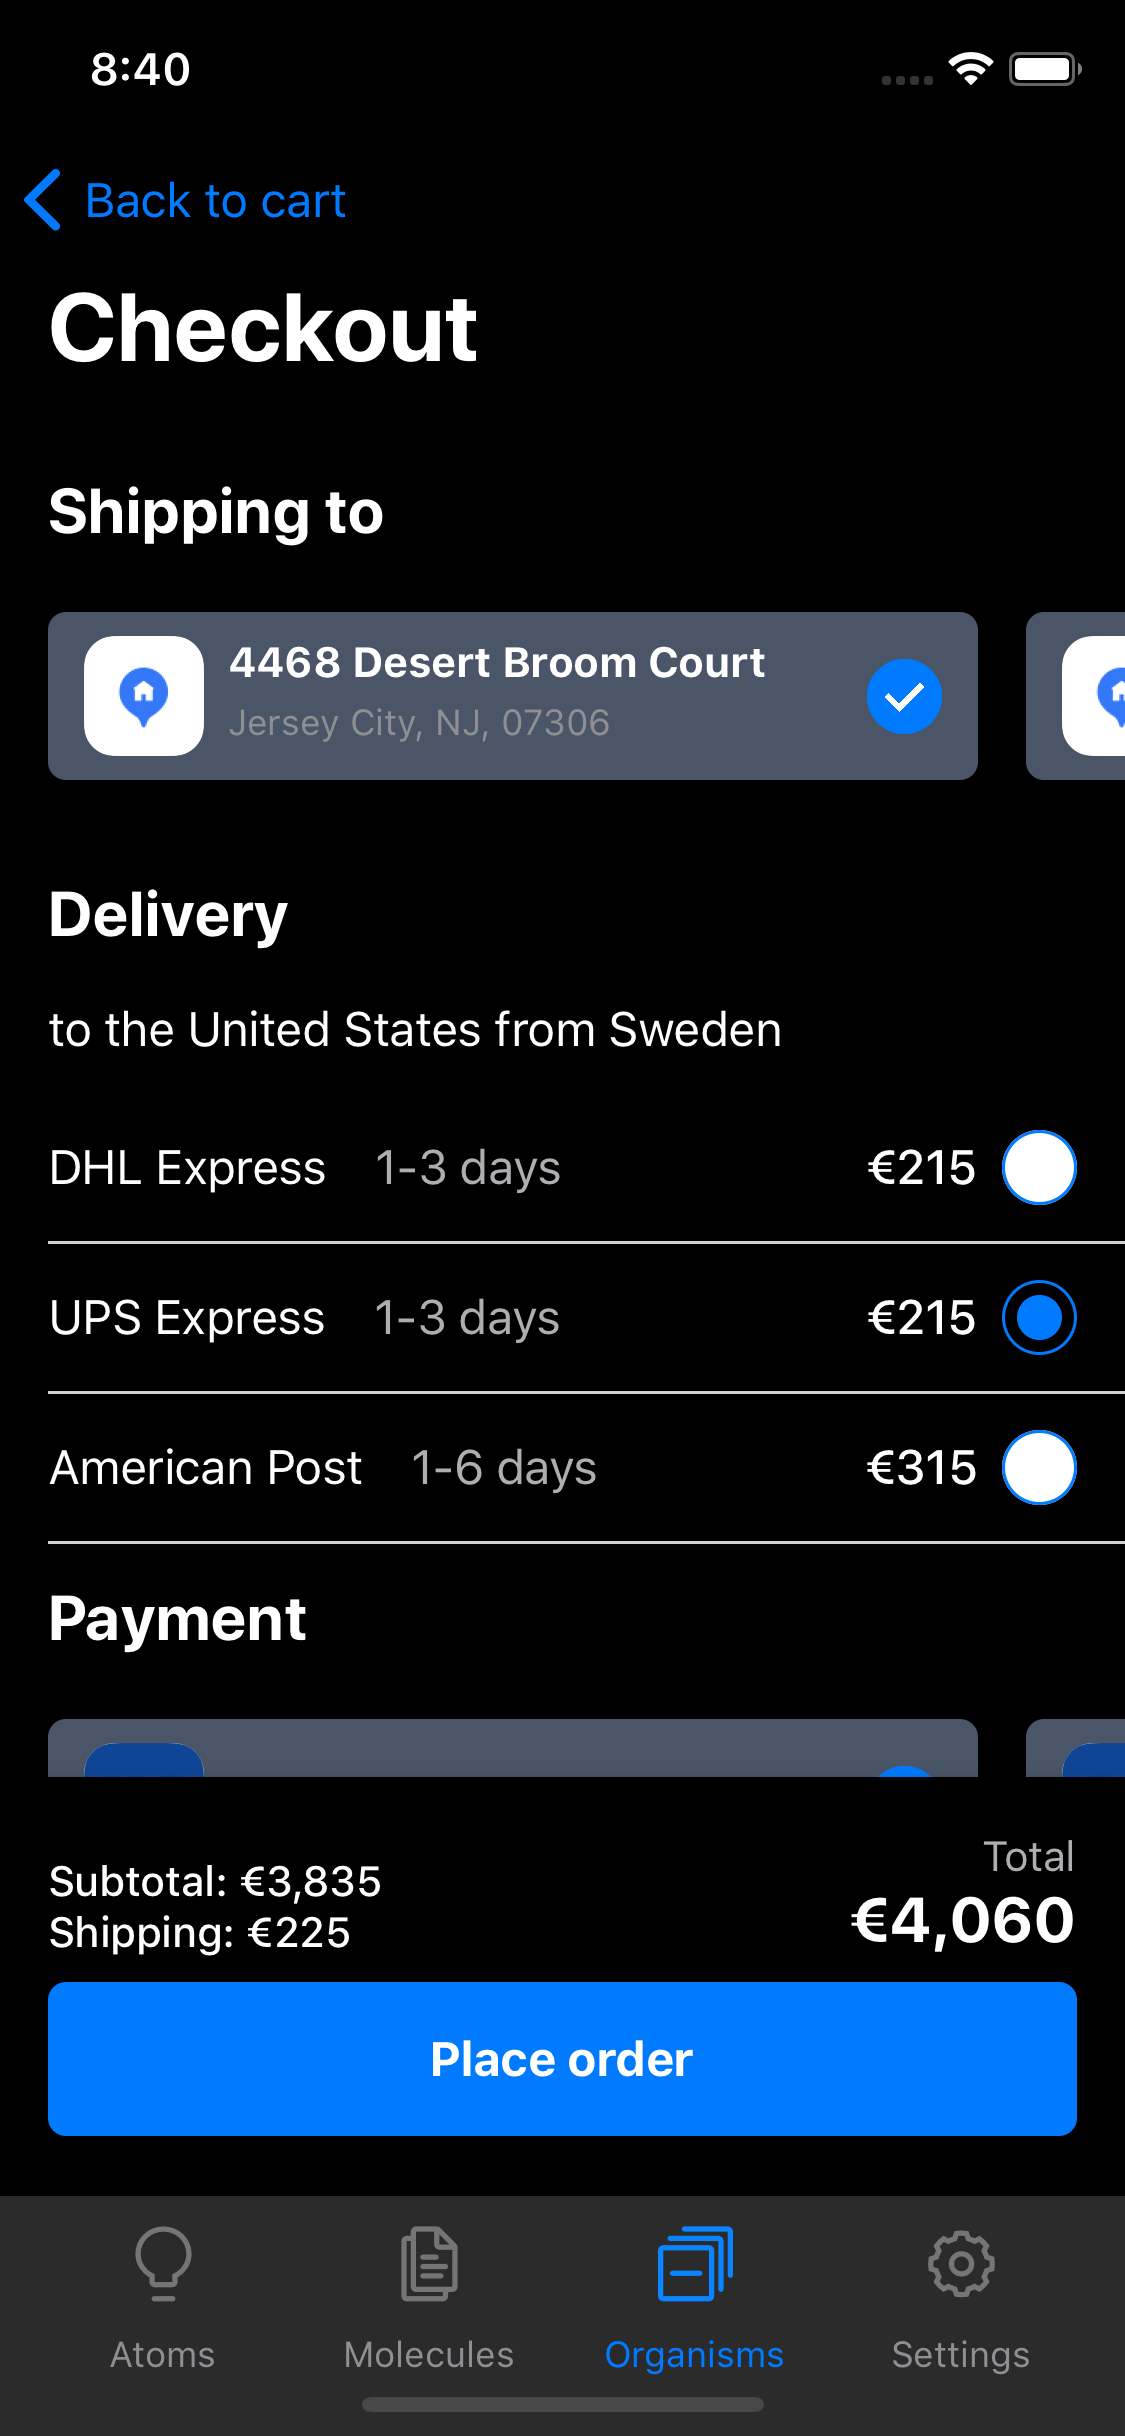 8:40
Back to cart
Checkout
Shipping to
4468 Desert Broom Court
Jersey City, NJ, 07306
Delivery
to the United States from Sweden
DHL Express 1-3 days €215
UPS Express 1-3 days €215
American Post 1-6 days €315
Payment
Total
Subtotal: €3,835
Shipping: €225
€4,060
Place order
Atoms Molecules Organisms Settings